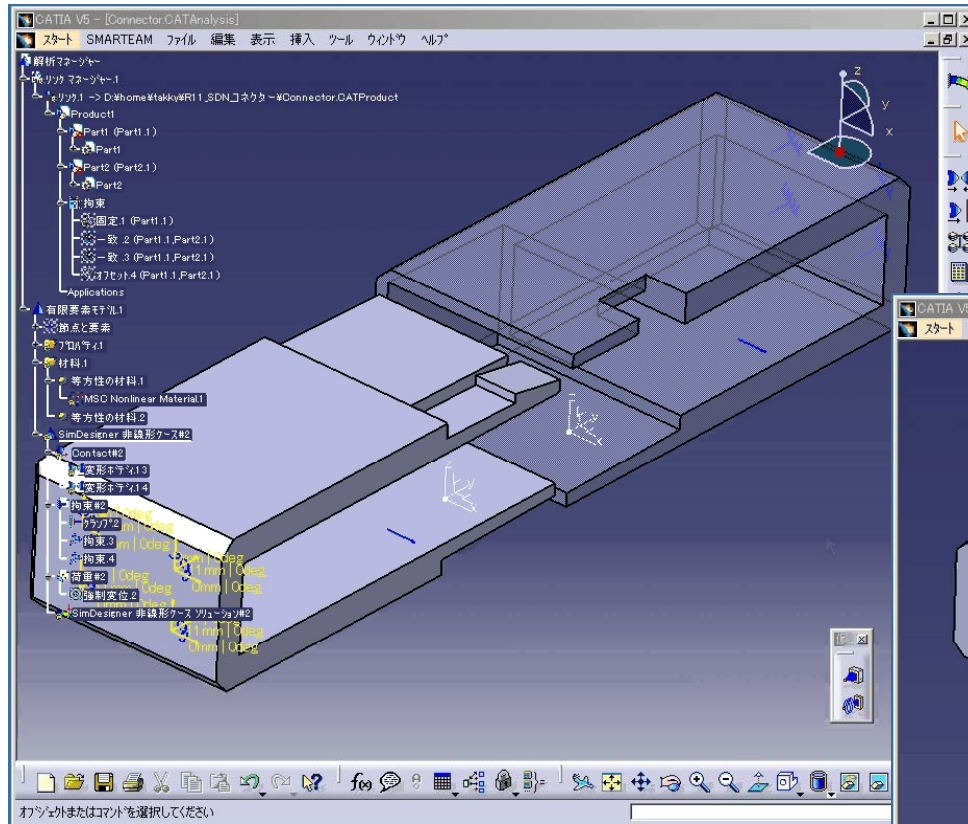 CATIA V5 - [Connector.CATAnalysis]
スタート SMARTEAM ファイル 編集 表示 挿入 ツール ウィンドウ ヘルプ
解析マネージャー
リンク マネージャー.1
リンク.1 -> D:¥home¥takky¥R11_SDN_コネクター¥Connector.CATProduct
Product1
Part1 (Part1.1)
Part1
Part2 (Part2.1)
Part2
拘束
固定.1 (Part1.1)
一致 .2 (Part1.1,Part2.1)
一致 .3 (Part1.1,Part2.1)
オフセット.4 (Part1.1,Part2.1)
Applications
有限要素モデル.1
節点と要素
プロパティ.1
材料.1
等方性の材料.1
MSC Nonlinear Material.1
等方性の材料.2
SimDesigner 非線形ケース#2
Contact#2
変形ボディ.13
変形ボディ.14
拘束#2
クランプ.2
拘束.3
拘束.4
荷重#2
強制変位.2
SimDesigner 非線形ケース ソリューション#2
z
y
x
11mm|0deg
0mm|0deg
CATIA V5
スタート
f(x)
オブジェクトまたはコマンドを選択してください